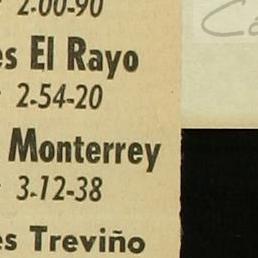 2-00-90
es El Rayo
2-54-20
Monterrey
3-12-38
es Treviño